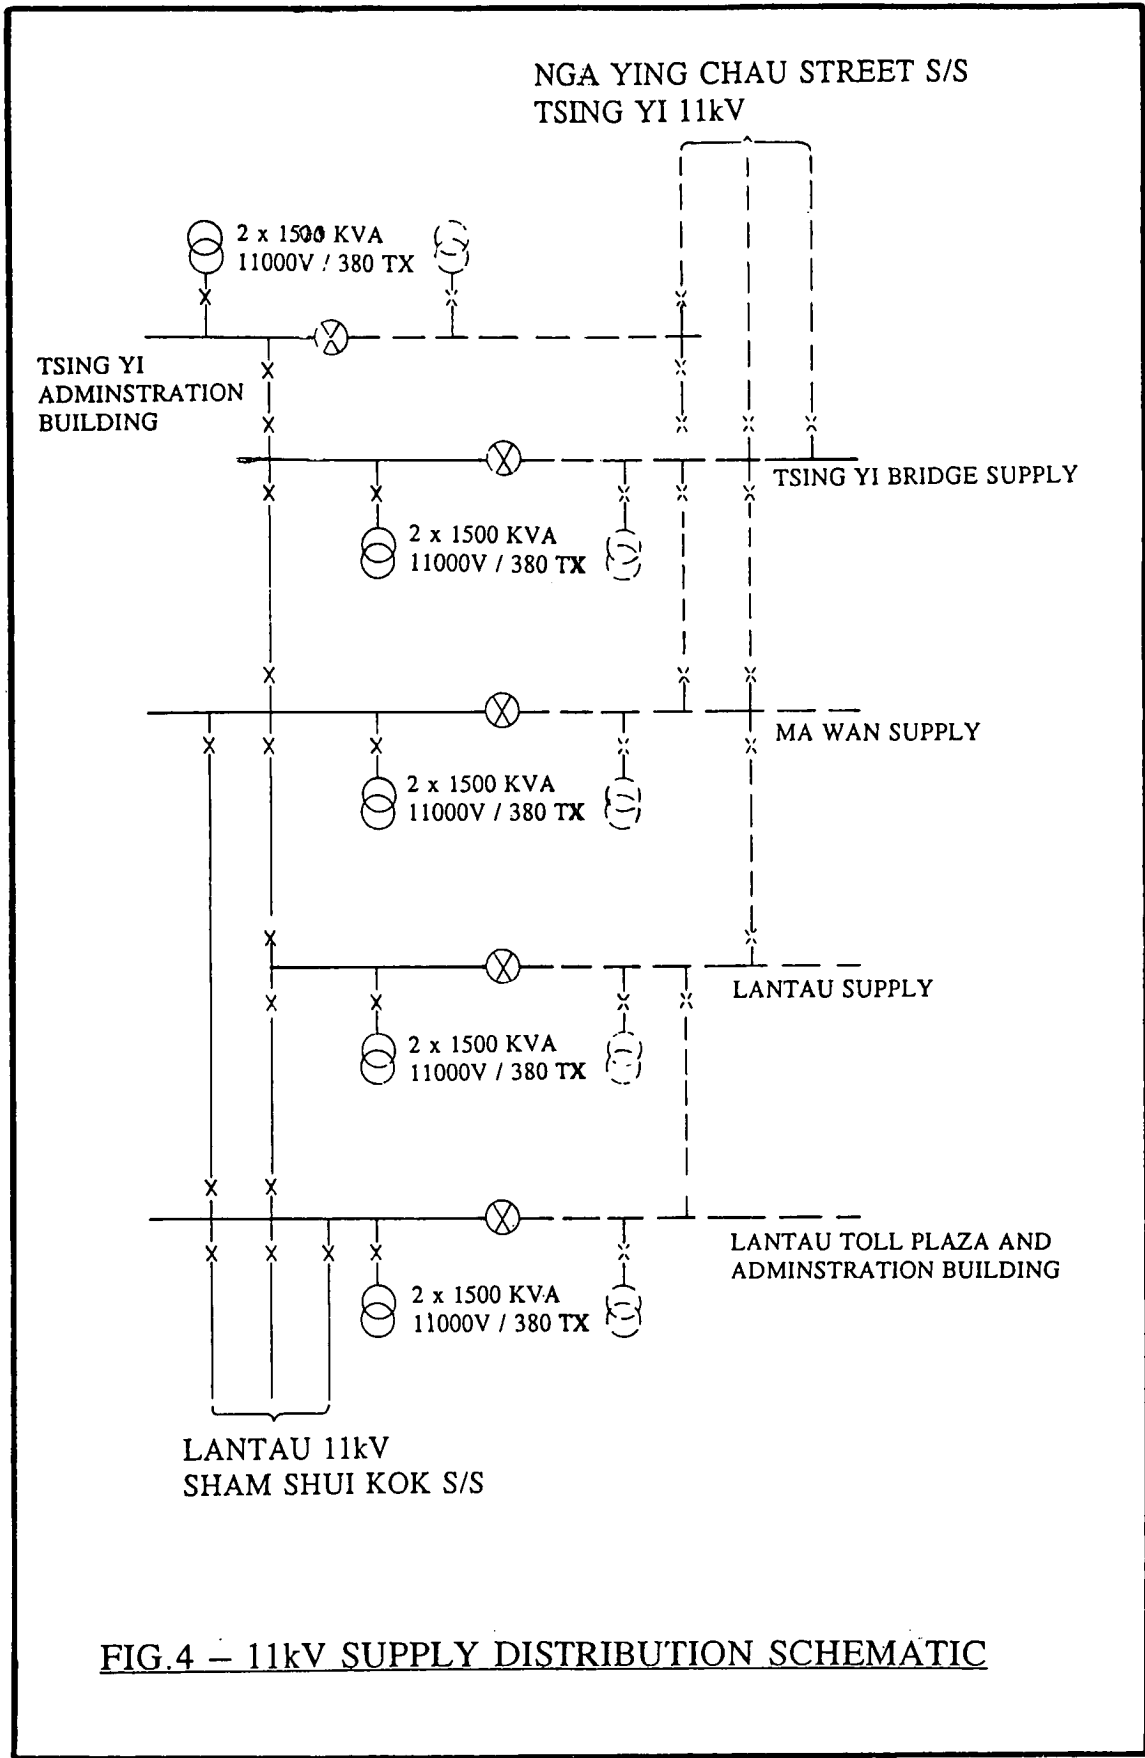 NGA YING CHAU STREET S/S
TSING YI 11kV
2 x 1500 KVA
11000V / 380 TX
TSING YI
ADMINSTRATION
BUILDING
TSING YI BRIDGE SUPPLY
2 x 1500 KVA
11000V / 380 TX
MA WAN SUPPLY
2 x 1500 KVA
11000V / 380 TX
LANTAU SUPPLY
2 x 1500 KVA
11000V / 380 TX
LANTAU TOLL PLAZA AND
ADMINSTRATION BUILDING
2 x 1500 KVA
11000V / 380 TX
LANTAU 11kV
SHAM SHUI KOK S/S
FIG.4 – 11kV SUPPLY DISTRIBUTION SCHEMATIC